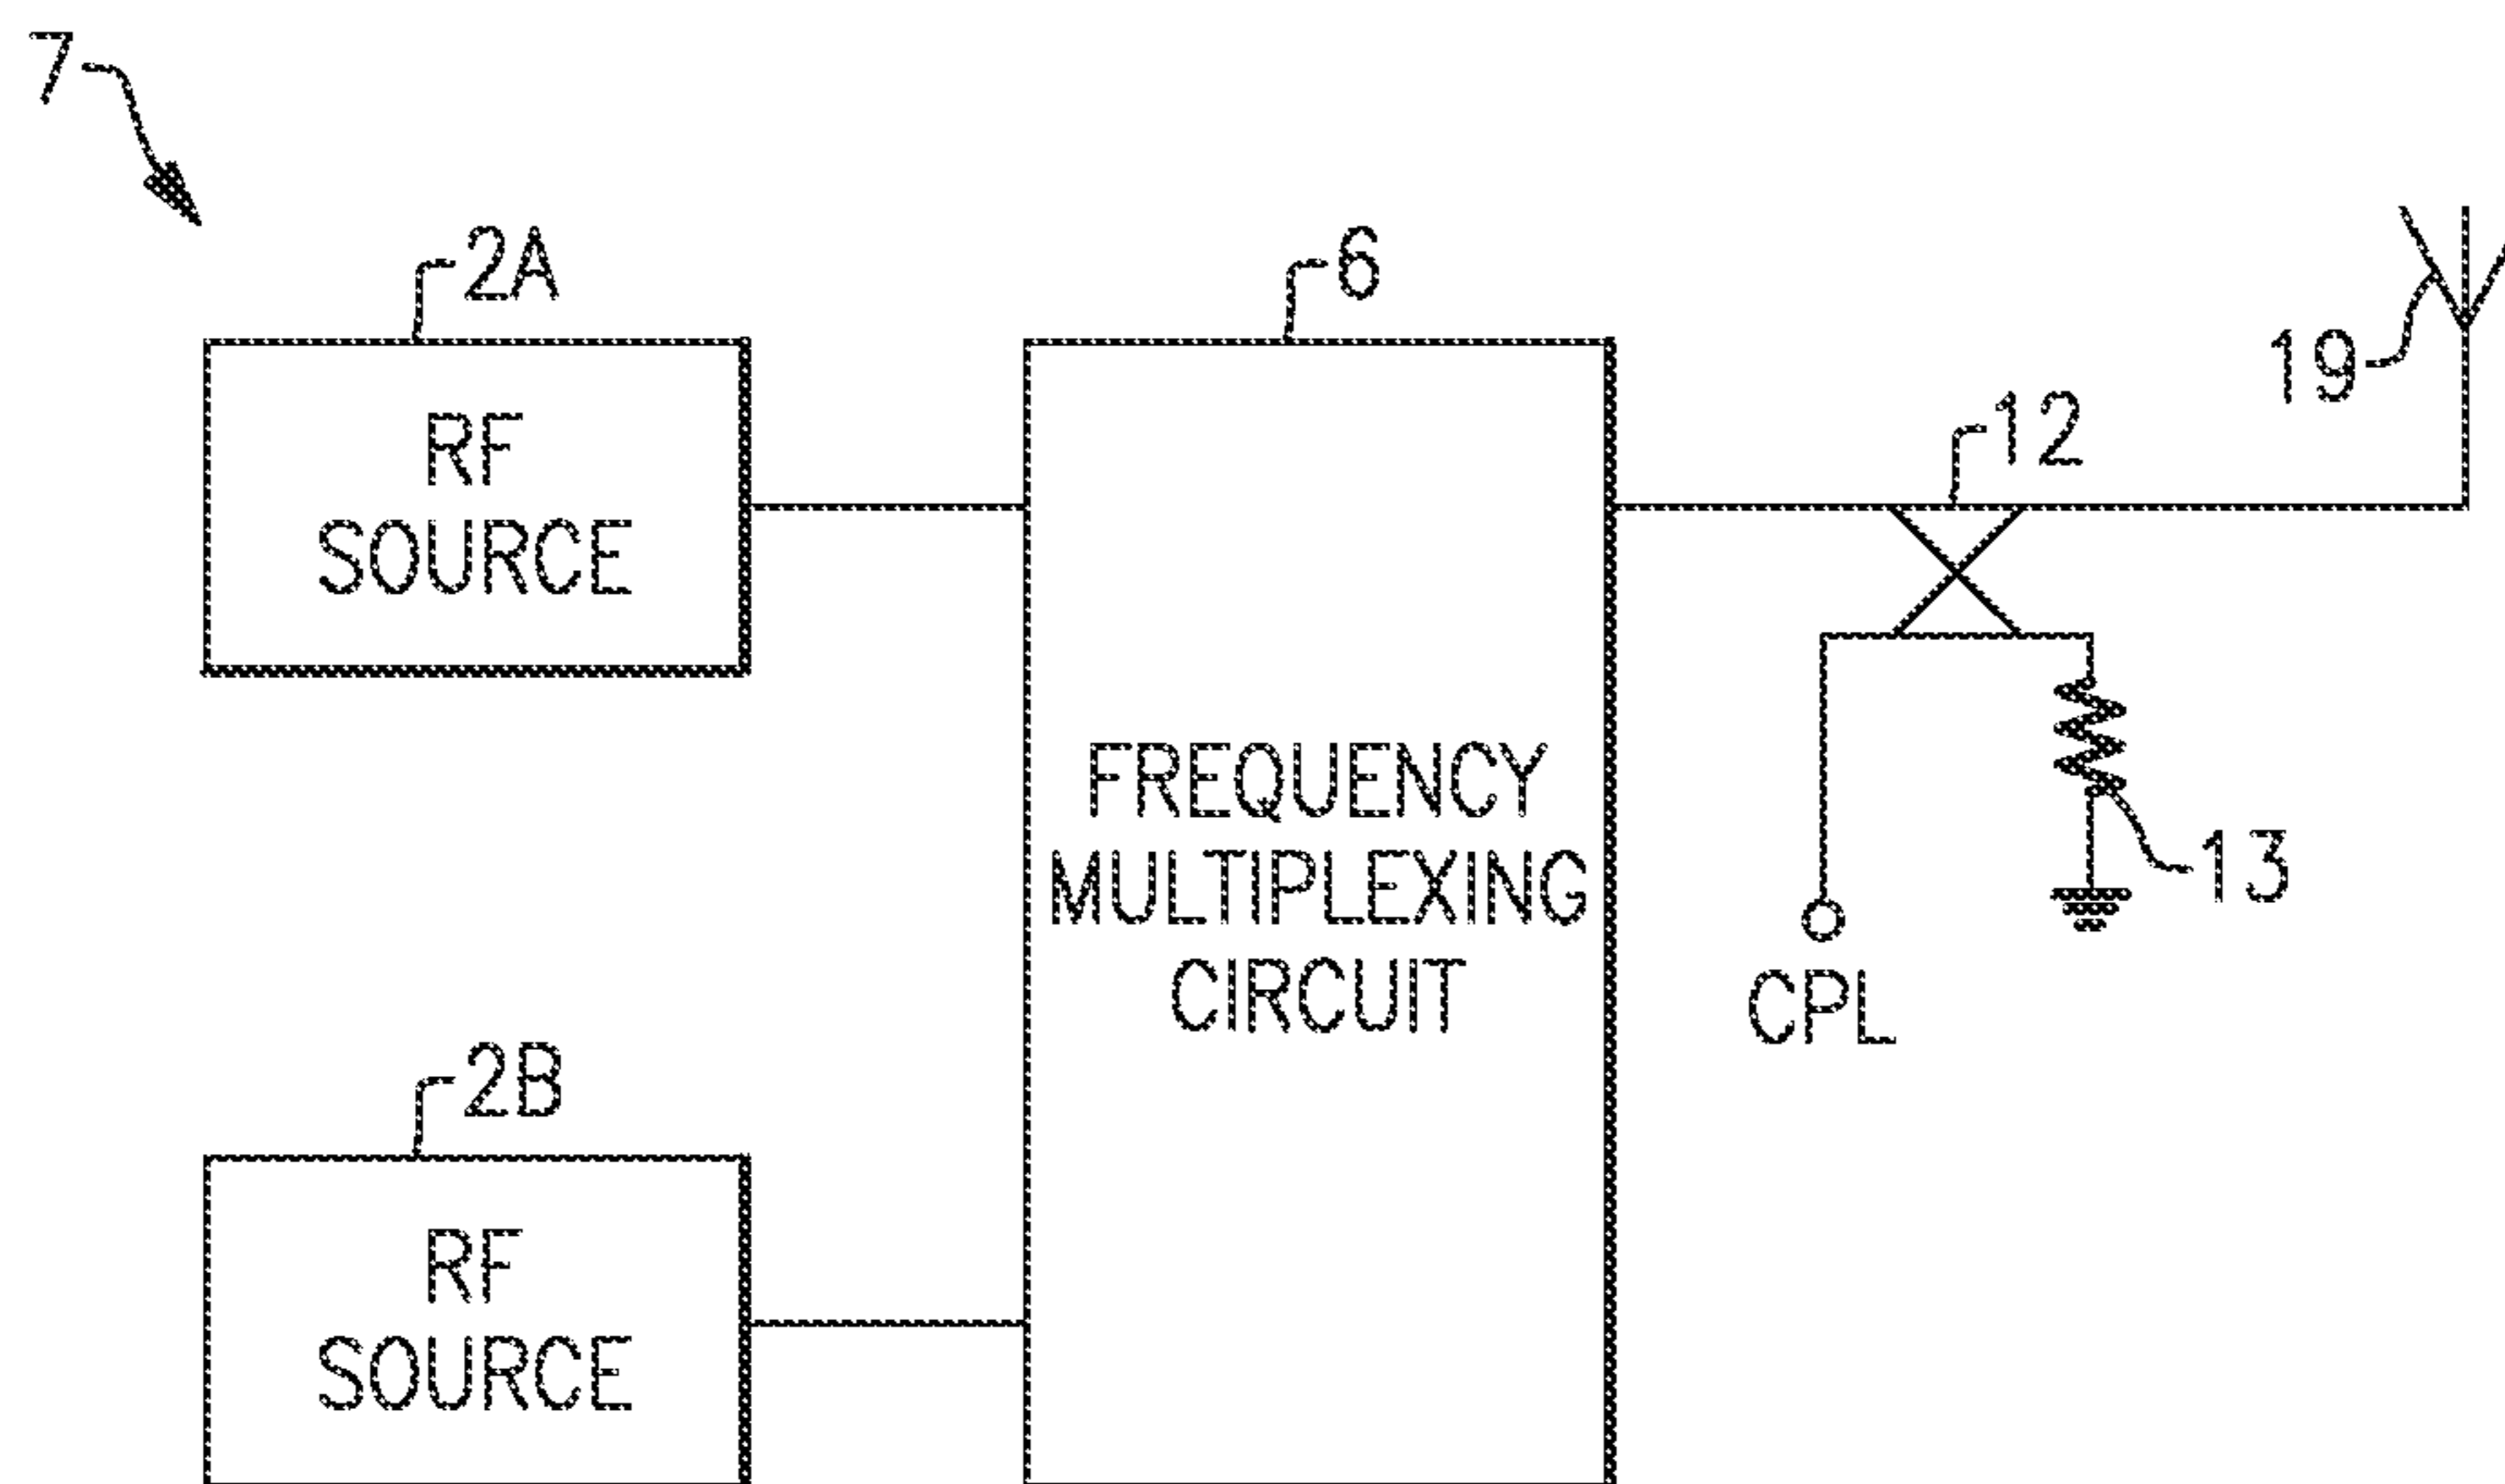 7
2A
6
19
12
RF
SOURCE
FREQUENCY
MULTIPLEXING
CIRCUIT
13
CPL
2B
RF
SOURCE